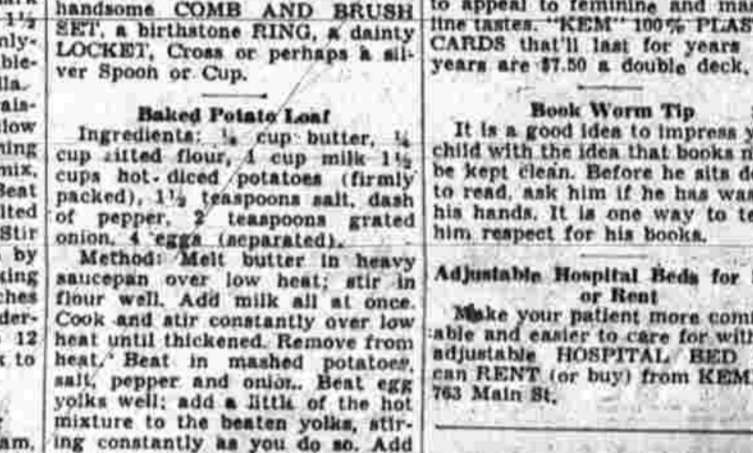 handsome COMB AND BRUSH
SET, a birthstone RING, a dainty
LOCKET, Cross or perhaps a sil-
ver Spoon or Cup.
Baked Potato Loaf
Ingredients: ¼ cup butter, ¼
cup sifted flour, 1 cup milk 1½
cups hot diced potatoes (firmly
packed), 1½ teaspoons salt, dash
of pepper, 2 teaspoons grated
onion, 4 eggs (separated).
Method: Melt butter in heavy
saucepan over low heat; stir in
flour well. Add milk all at once.
Cook and stir constantly over low
heat until thickened. Remove from
heat. Beat in mashed potatoes,
salt, pepper and onion. Beat egg
yolks well; add a little of the hot
mixture to the beaten yolks, stir-
ing constantly as you do so. Add
to appeal to feminine and
line tastes. "KEM" 100% PLAS
CARDS that'll last for years
years are $7.50 a double deck.
Book Worm Tip
It is a good idea to impress
child with the idea that books
be kept clean. Before he sits
to read, ask him if he has
his hands. It is one way to
him respect for his books.
Adjustable Hospital Beds for
or Rent
Make your patient more
able and easier to care for
adjustable HOSPITAL BED
can RENT (or buy) from KEM
763 Main St.